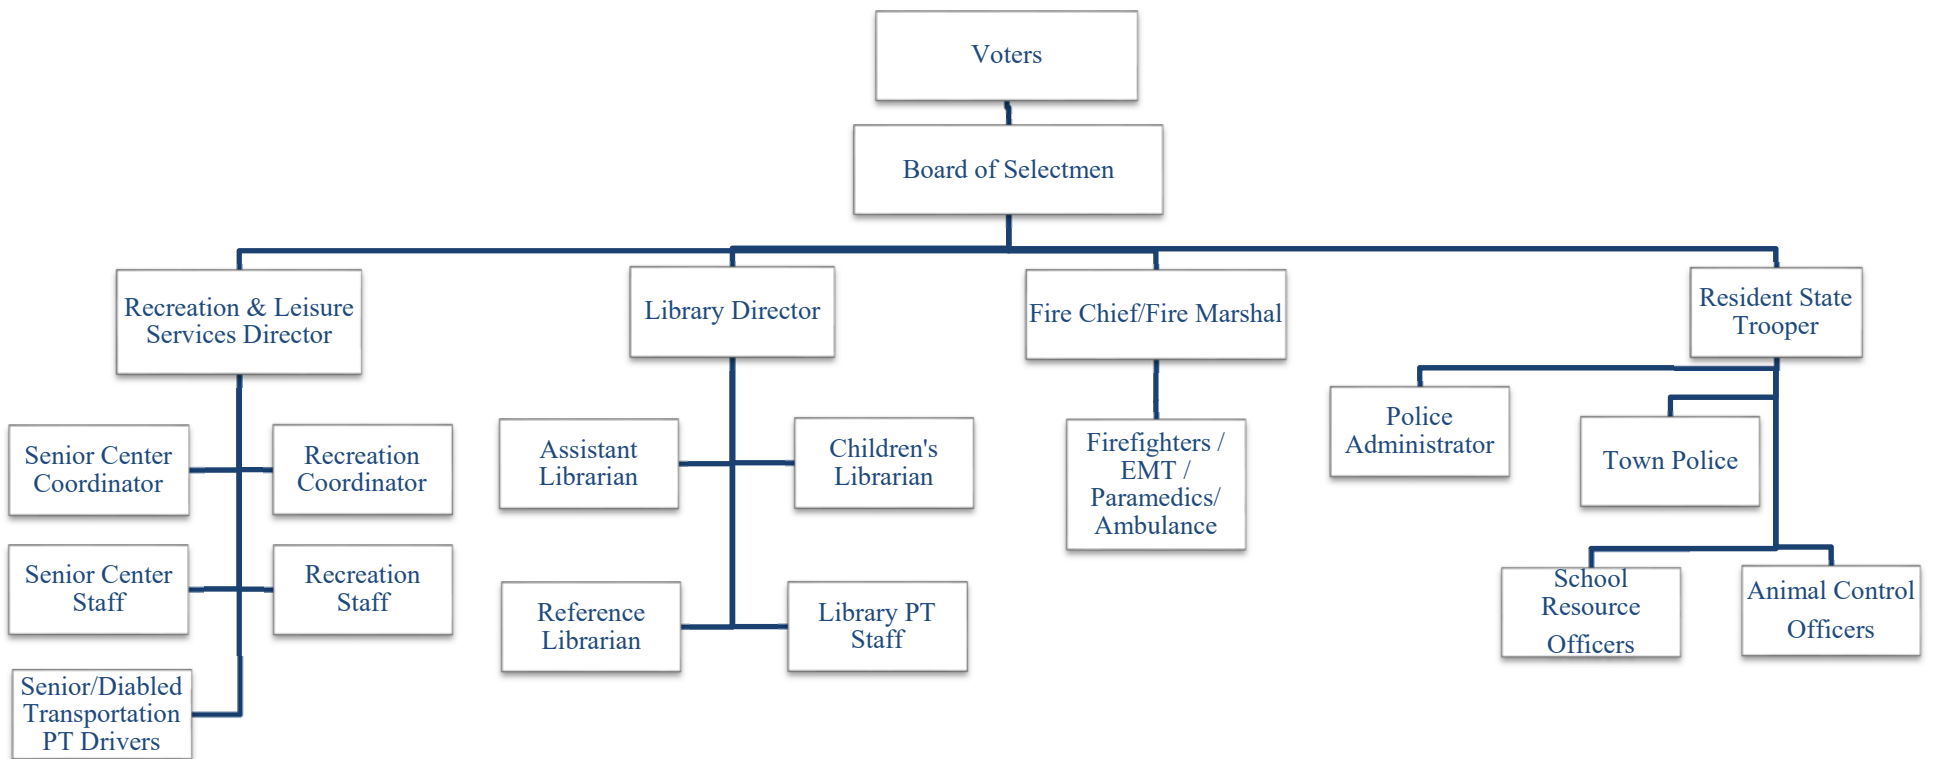 Voters
Board of Selectmen
Recreation & Leisure
Services Director
Library Director
Fire Chief/Fire Marshal
Resident State
Trooper
Senior Center
Coordinator
Recreation
Coordinator
Senior Center
Staff
Recreation
Staff
Senior/Diabled
Transportation
PT Drivers
Assistant
Librarian
Children's
Librarian
Reference
Librarian
Library PT
Staff
Firefighters /
EMT /
Paramedics/
Ambulance
Police
Administrator
Town Police
School
Resource
Officers
Animal Control
Officers